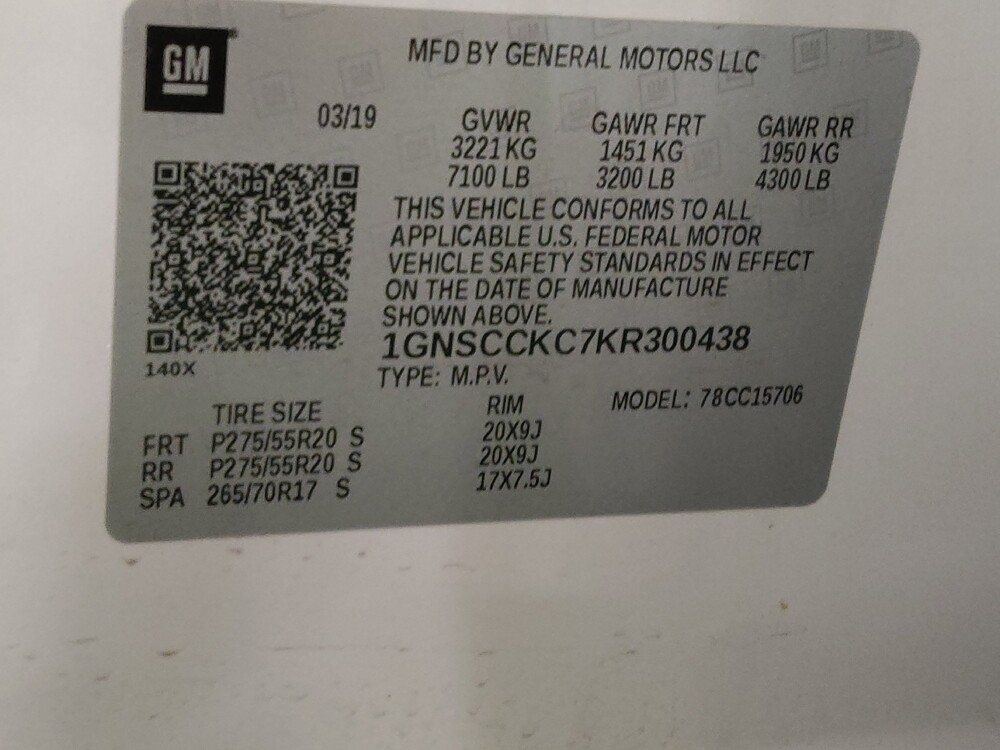 GM
MFD BY GENERAL MOTORS LLC
03/19
GVWR GAWR FRT GAWR RR
3221 KG 1451 KG 1950 KG
7100 LB 3200 LB 4300 LB
THIS VEHICLE CONFORMS TO ALL
APPLICABLE U.S. FEDERAL MOTOR
VEHICLE SAFETY STANDARDS IN EFFECT
ON THE DATE OF MANUFACTURE
SHOWN ABOVE.
1GNSCCKC7KR300438
140X
TYPE: M.P.V.
MODEL: 78CC15706
TIRE SIZE RIM
FRT P275/55R20 S 20X9J
RR P275/55R20 S 20X9J
SPA 265/70R17 S 17X7.5J